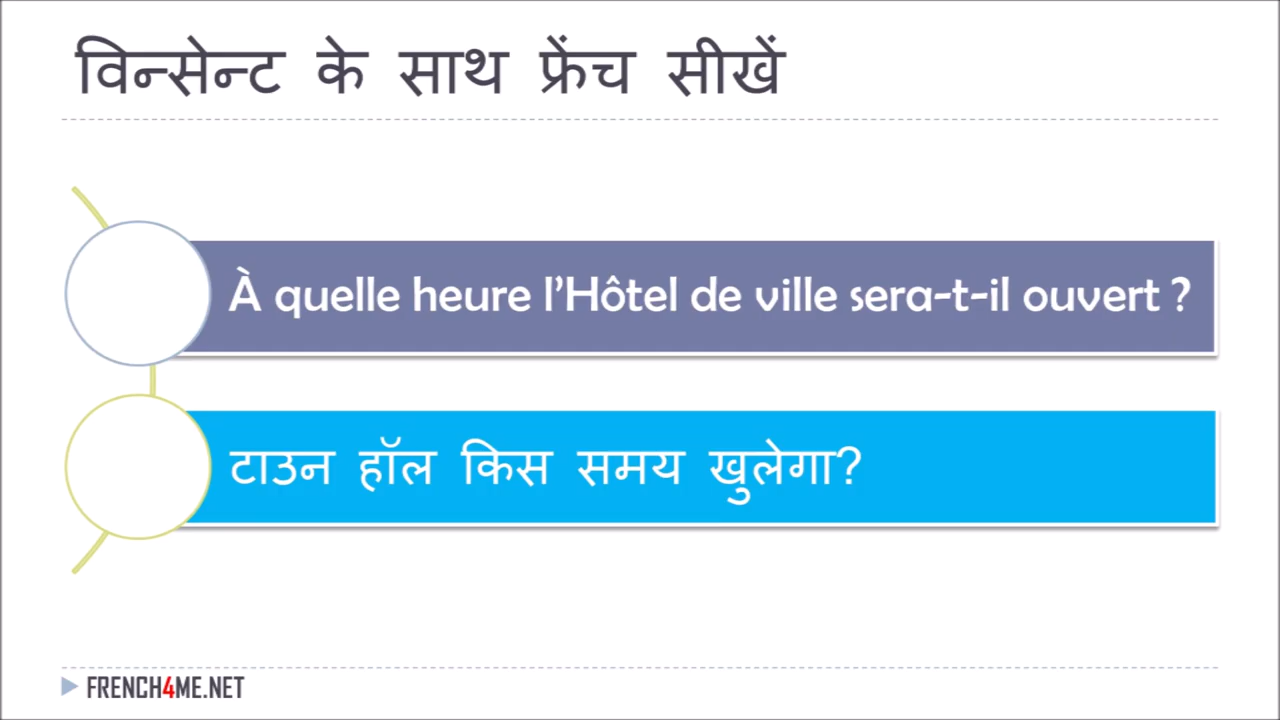 विन्सेन्ट के साथ फ्रेंच सीखें
À quelle heure l’Hôtel de ville sera-t-il ouvert ?
टाउन हॉल किस समय खुलेगा?
FRENCH4ME.NET